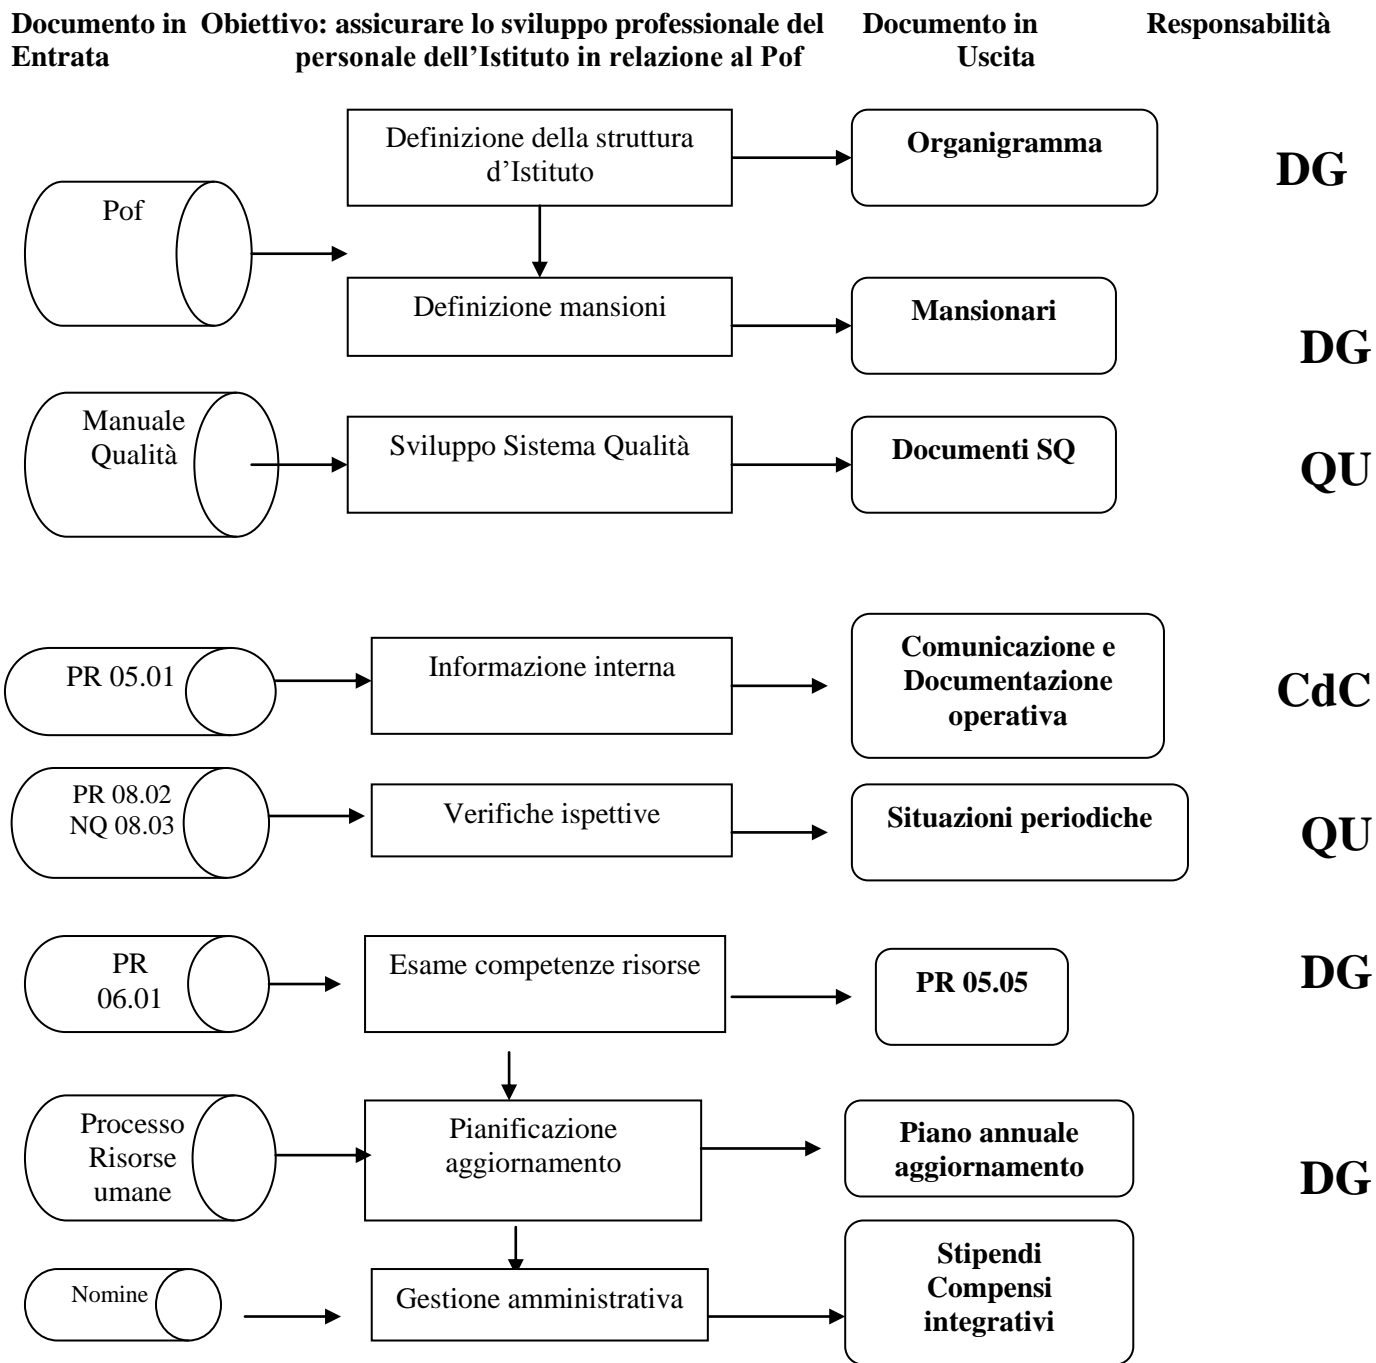 Documento in Obiettivo: assicurare lo sviluppo professionale del Documento in Responsabilità
Entrata personale dell'Istituto in relazione al Pof Uscita
Definizione della struttura
d'Istituto
Organigramma
DG
Pof
Definizione mansioni
Mansionari
DG
Manuale
Qualità
Sviluppo Sistema Qualità
Documenti SQ
QU
PR 05.01
Informazione interna
Comunicazione e
Documentazione
operativa
CdC
PR 08.02
NQ 08.03
Verifiche ispettive
Situazioni periodiche
QU
PR
06.01
Esame competenze risorse
PR 05.05
DG
Processo
Risorse
umane
Pianificazione
aggiornamento
Piano annuale
aggiornamento
DG
Nomine
Gestione amministrativa
Stipendi
Compensi
integrativi